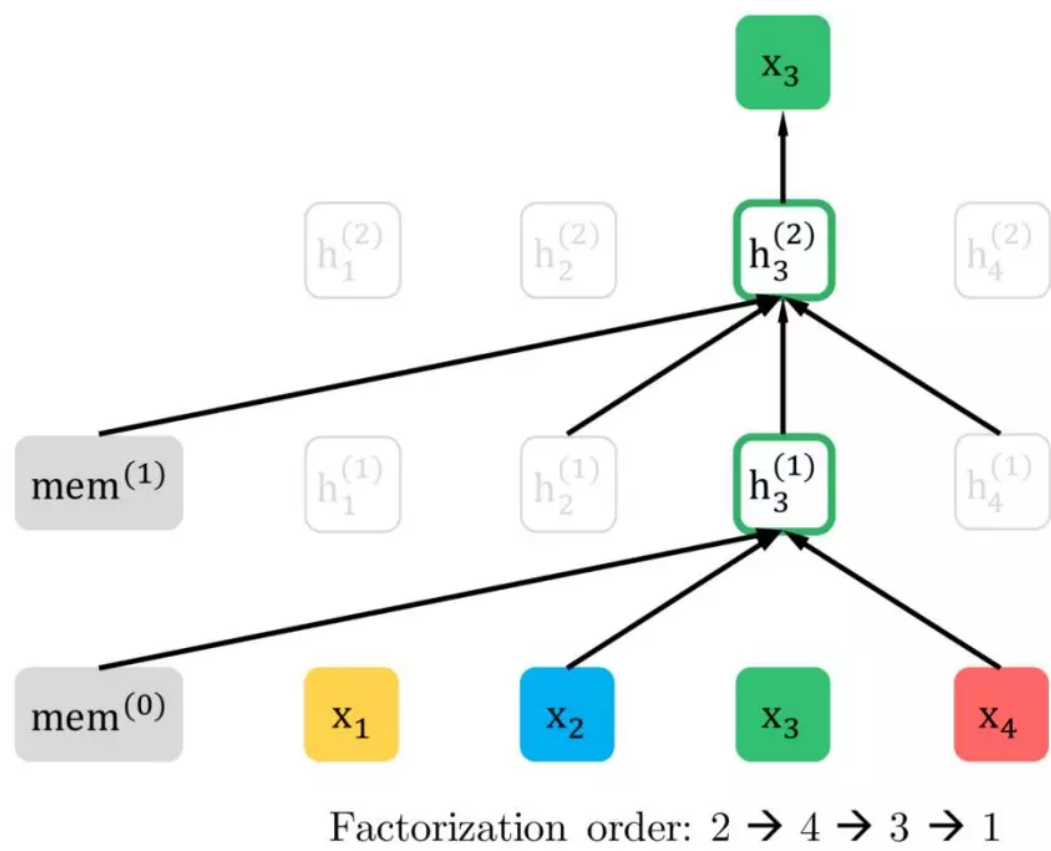 x₃
h₁⁽²⁾ h₂⁽²⁾ h₃⁽²⁾ h₄⁽²⁾
mem⁽¹⁾ h₁⁽¹⁾ h₂⁽¹⁾ h₃⁽¹⁾ h₄⁽¹⁾
mem⁽⁰⁾ x₁ x₂ x₃ x₄
Factorization order: 2 → 4 → 3 → 1